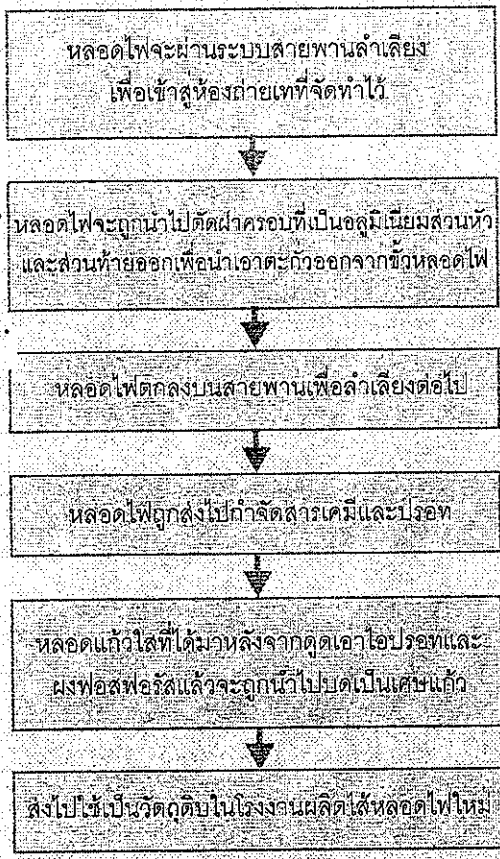 หลอดไฟจะผ่านระบบสายพานลำเลียง
เพื่อเข้าสู่ห้องถ่ายเทที่จัดทำไว้
หลอดไฟจะถูกนำไปตัดฝาครอบที่เป็นอลูมิเนียมส่วนหัว
และส่วนท้ายออกเพื่อนำเอาตะกั่วออกจากขั้วหลอดไฟ
หลอดไฟตกลงบนสายพานเพื่อลำเลียงต่อไป
หลอดไฟถูกส่งไปกำจัดสารเคมีและปรอท
หลอดแก้วใสที่ได้มาหลังจากดูดเอาไอปรอทและ
ผงฟอสฟอรัสแล้วจะถูกนำไปบดเป็นเศษแก้ว
ส่งไปใช้เป็นวัตถุดิบในโรงงานผลิตไส้หลอดไฟใหม่